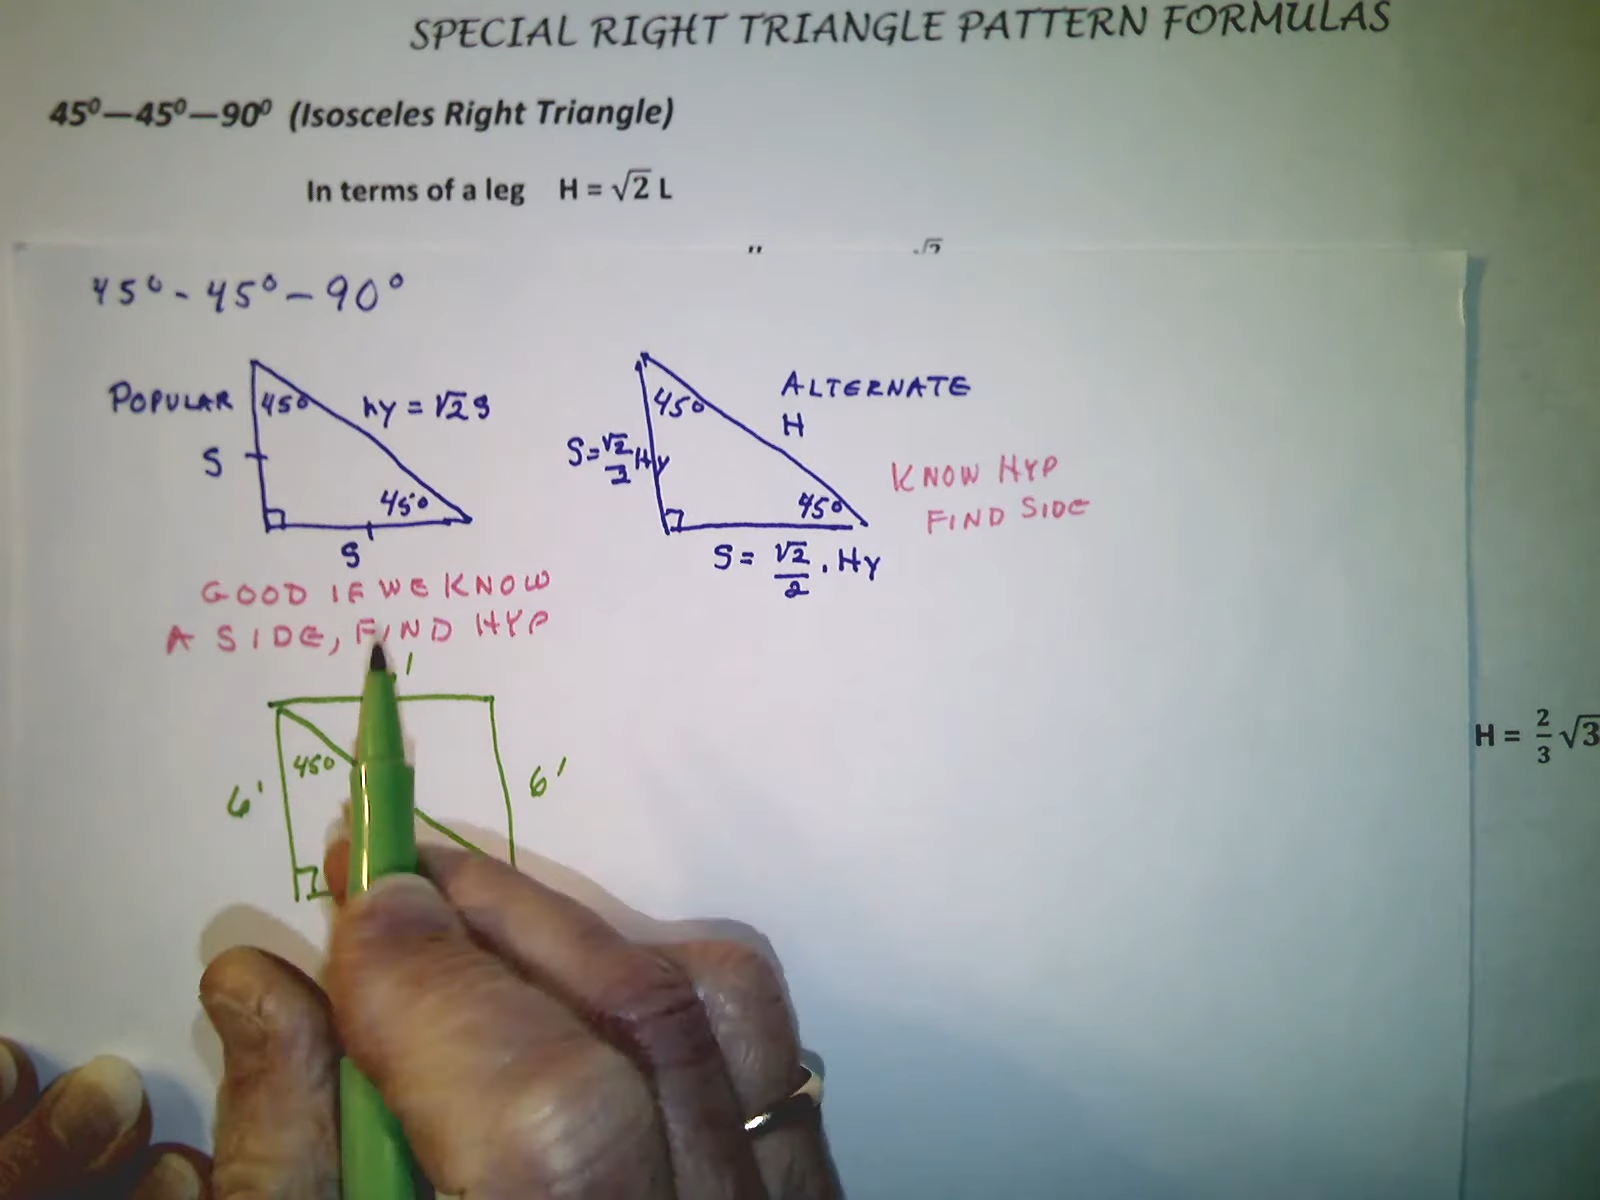 SPECIAL RIGHT TRIANGLE PATTERN FORMULAS
45⁰—45⁰—90⁰ (Isosceles Right Triangle)
In terms of a leg H = √2 L
" √2
45° - 45° - 90°
POPULAR
45°
hy = √2 S
S
45°
S
GOOD IF WE KNOW
A SIDE, FIND HYP
ALTERNATE
H
45°
S = √2/2 Hy
45°
S = √2/2 . Hy
KNOW HYP
FIND SIDE
45°
6'
6'
H = 2/3 √3